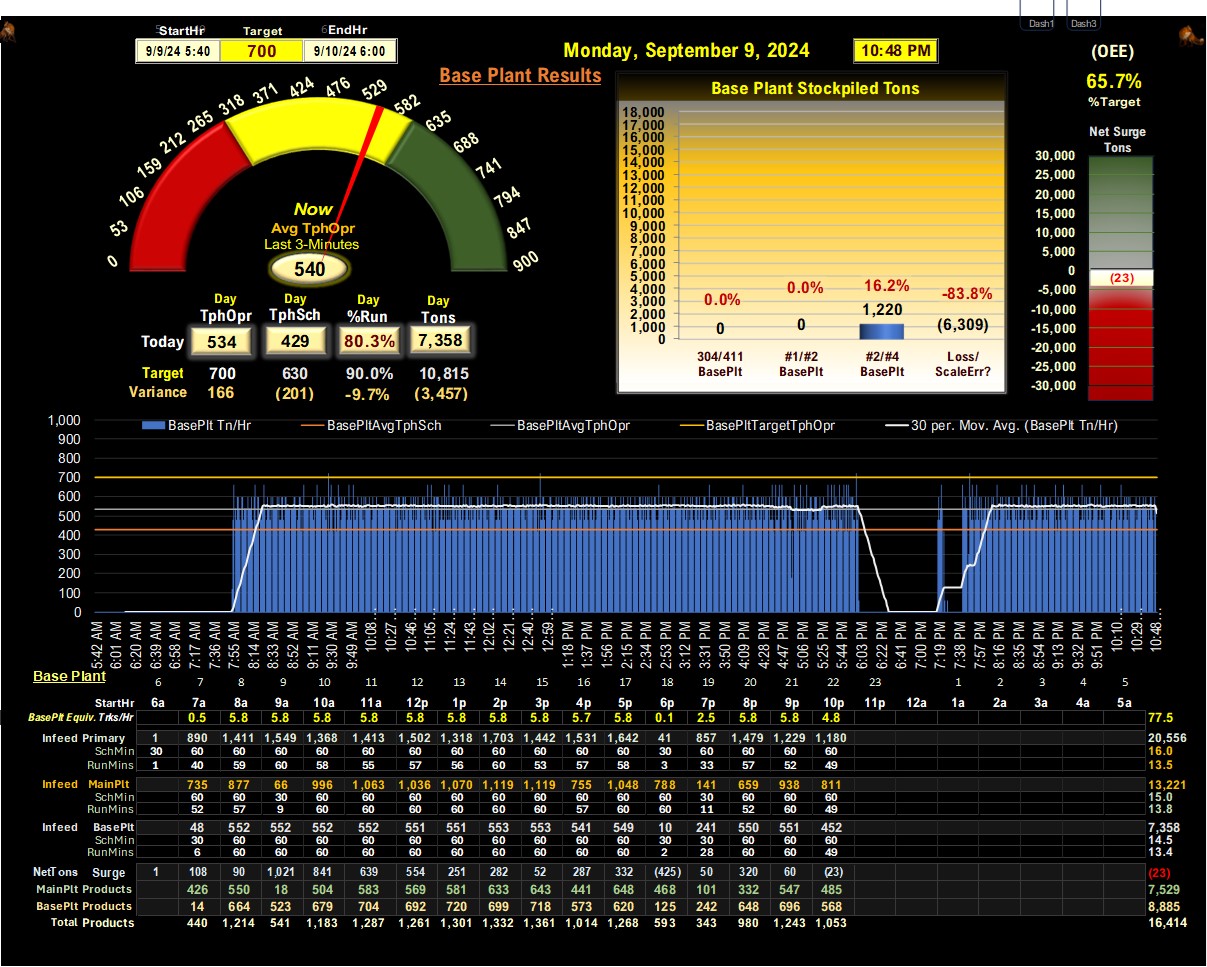 Dash1 Dash3
StartHr Target EndHr
9/9/24 5:40 700 9/10/24 6:00
Monday, September 9, 2024 10:48 PM
(OEE)
65.7%
%Target
Base Plant Results
Base Plant Stockpiled Tons
0 53 106 159 212 265 318 371 424 476 529 582 635 688 741 794 847 900
Now
Avg TphOpr
Last 3-Minutes
540
18,000
17,000
16,000
15,000
14,000
13,000
12,000
11,000
10,000
9,000
8,000
7,000
6,000
5,000
4,000
3,000
2,000
1,000
0
0.0% 0.0% 16.2% -83.8%
0 0 1,220 (6,309)
304/411 #1/#2 #2/#4 Loss/
BasePlt BasePlt BasePlt ScaleErr?
Net Surge
Tons
30,000
25,000
20,000
15,000
10,000
5,000
0
(23)
-5,000
-10,000
-15,000
-20,000
-25,000
-30,000
Day Day Day Day
TphOpr TphSch %Run Tons
Today 534 429 80.3% 7,358
Target 700 630 90.0% 10,815
Variance 166 (201) -9.7% (3,457)
BasePlt Tn/Hr BasePltAvgTphSch BasePltAvgTphOpr BasePltTargetTphOpr 30 per. Mov. Avg. (BasePlt Tn/Hr)
1,000
900
800
700
600
500
400
300
200
100
0
5:42 AM 6:01 AM 6:20 AM 6:39 AM 6:58 AM 7:17 AM 7:36 AM 7:55 AM 8:14 AM 8:33 AM 8:52 AM 9:11 AM 9:30 AM 9:49 AM 10:08... 10:27... 10:46... 11:05... 11:24... 11:43... 12:02... 12:21... 12:40... 12:59... 1:18 PM 1:37 PM 1:56 PM 2:15 PM 2:34 PM 2:53 PM 3:12 PM 3:31 PM 3:50 PM 4:09 PM 4:28 PM 4:47 PM 5:06 PM 5:25 PM 5:44 PM 6:03 PM 6:22 PM 6:41 PM 7:00 PM 7:19 PM 7:38 PM 7:57 PM 8:16 PM 8:35 PM 8:54 PM 9:13 PM 9:32 PM 9:51 PM 10:10... 10:29... 10:48...
Base Plant
6 7 8 9 10 11 12 13 14 15 16 17 18 19 20 21 22 23 1 2 3 4 5
StartHr 6a 7a 8a 9a 10a 11a 12p 1p 2p 3p 4p 5p 6p 7p 8p 9p 10p 11p 12a 1a 2a 3a 4a 5a
BasePlt Equiv. Trks/Hr 0.5 5.8 5.8 5.8 5.8 5.8 5.8 5.8 5.8 5.7 5.8 0.1 2.5 5.8 5.8 4.8 77.5
Infeed Primary 1 890 1,411 1,549 1,368 1,413 1,502 1,318 1,703 1,442 1,531 1,642 41 857 1,479 1,229 1,180 20,556
SchMin 30 60 60 60 60 60 60 60 60 60 60 60 30 60 60 60 60 16.0
RunMins 1 40 59 60 58 55 57 56 60 53 57 58 3 33 57 52 49 13.5
Infeed MainPlt 735 877 66 996 1,063 1,036 1,070 1,119 1,119 755 1,048 788 141 659 938 811 13,221
SchMin 60 60 30 60 60 60 60 60 60 60 60 60 30 60 60 60 15.0
RunMins 52 57 9 60 60 60 60 60 60 57 60 60 11 52 60 49 13.8
Infeed BasePlt 48 552 552 552 552 551 551 553 553 541 549 10 241 550 551 452 7,358
SchMin 30 60 60 60 60 60 60 60 60 60 60 30 30 60 60 60 14.5
RunMins 6 60 60 60 60 60 60 60 60 60 60 2 28 60 60 49 13.4
NetTons Surge 1 108 90 1,021 841 639 554 251 282 52 287 332 (425) 50 320 60 (23) (23)
MainPlt Products 426 550 18 504 583 569 581 633 643 441 648 468 101 332 547 485 7,529
BasePlt Products 14 664 523 679 704 692 720 699 718 573 620 125 242 648 696 568 8,885
Total Products 440 1,214 541 1,183 1,287 1,261 1,301 1,332 1,361 1,014 1,268 593 343 980 1,243 1,053 16,414